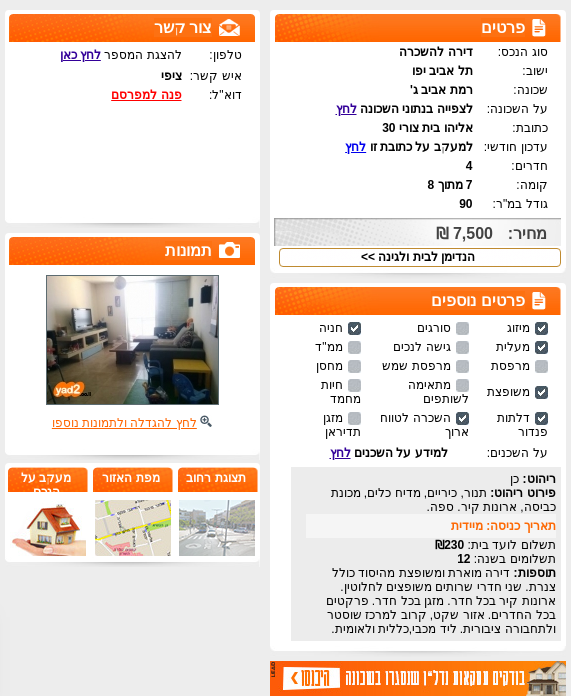 פרטים
סוג הנכס: דירה להשכרה
ישוב: תל אביב יפו
שכונה: רמת אביב ג'
על השכונה: לצפייה בנתוני השכונה לחץ
כתובת: אליהו בית צורי 30
עדכון חודשי: למעקב על כתובת זו לחץ
חדרים: 4
קומה: 7 מתוך 8
גודל במ"ר: 90
מחיר: 7,500 ₪
הנדימן לבית ולגינה >>
פרטים נוספים
מיזוג סורגים חניה
מעלית גישה לנכים ממ"ד
מרפסת מרפסת שמש מחסן
משופצת מתאימה לשותפים חיות מחמד
דלתות פנדור השכרה לטווח ארוך מזגן תדיראן
על השכנים: למידע על השכנים לחץ
ריהוט: כן
פירוט ריהוט: תנור, כיריים, מדיח כלים, מכונת
כביסה, ארונות קיר. ספה.
תאריך כניסה: מיידית
תשלום לועד בית: 230₪
תשלומים בשנה: 12
תוספות: דירה מוארת ומשופצת מהיסוד כולל
צנרת. שני חדרי שרותים משופצים לחלוטין.
ארונות קיר בכל חדר. מזגן בכל חדר. פרקטים
בכל החדרים. אזור שקט, קרוב למרכז שוסטר
ולתחבורה ציבורית. ליד מכבי,כללית ולאומית.
בודקים עסקאות נדל"ן שנסגרו בשכונה היכנסו
צור קשר
טלפון: להצגת המספר לחץ כאן
איש קשר: ציפי
דוא"ל: פנה למפרסם
תמונות
yad2
לחץ להגדלה ולתמונות נוספו
תצוגת רחוב
מפת האזור
מעקב על
הנכס